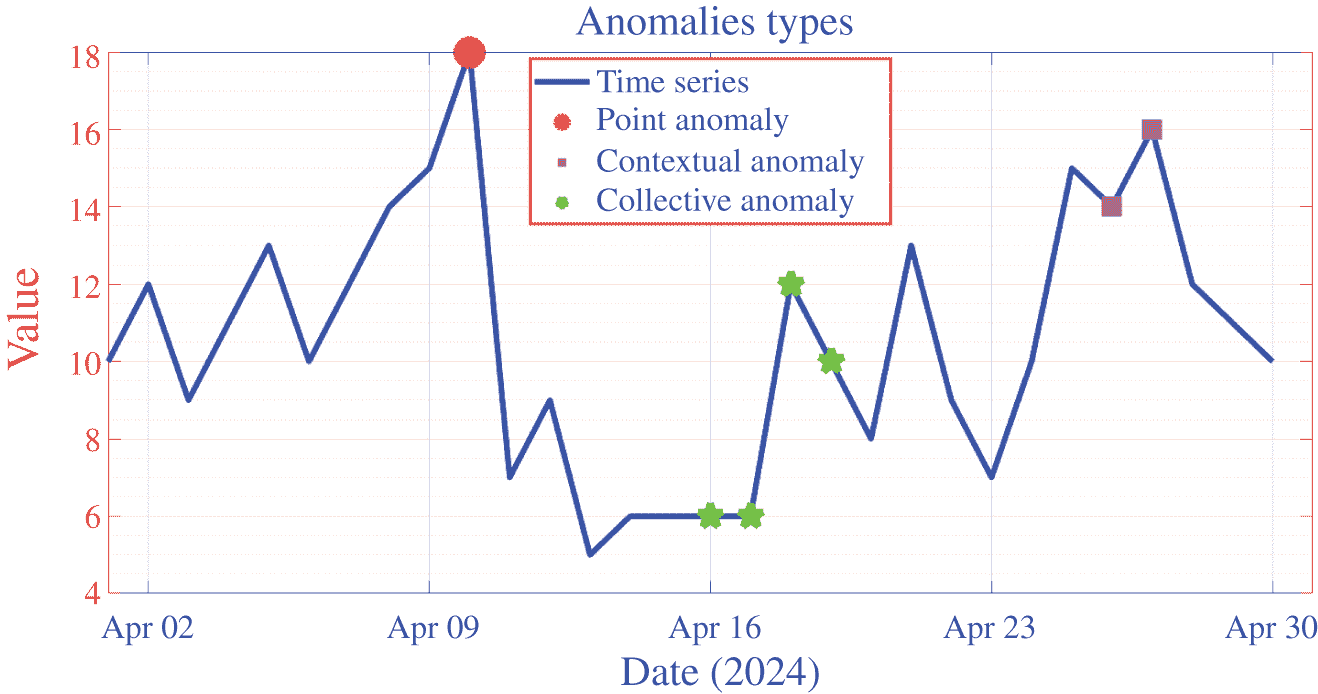 Anomalies types
Time series
Point anomaly
Contextual anomaly
Collective anomaly
Value
18
16
14
12
10
8
6
4
Apr 02 Apr 09 Apr 16 Apr 23 Apr 30
Date (2024)